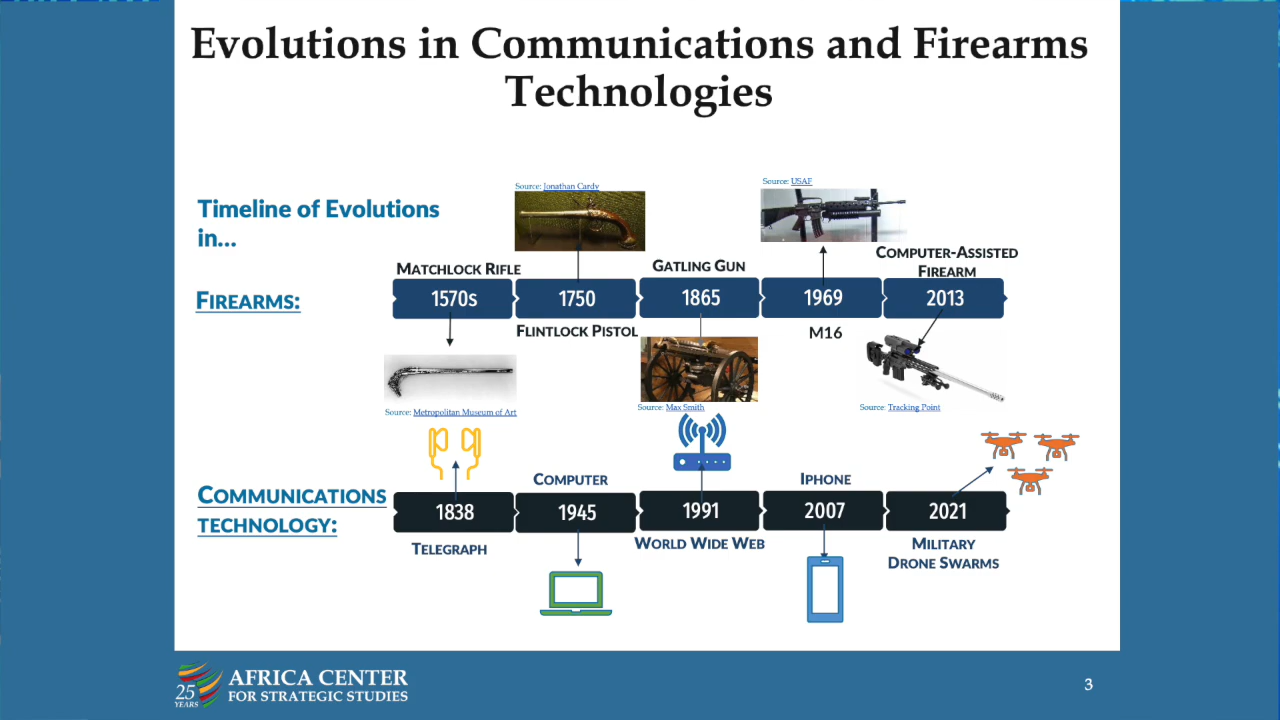 Evolutions in Communications and Firearms
Technologies
Source: Jonathan Cardy
Source: USAF
Timeline of Evolutions
in...
MATCHLOCK RIFLE
GATLING GUN
COMPUTER-ASSISTED
FIREARM
FIREARMS:
1570s
1750
1865
1969
2013
FLINTLOCK PISTOL
M16
Source: Metropolitan Museum of Art
Source: Max Smith
Source: Tracking Point
COMMUNICATIONS
TECHNOLOGY:
COMPUTER
IPHONE
1838
1945
1991
2007
2021
TELEGRAPH
WORLD WIDE WEB
MILITARY
DRONE SWARMS
25
YEARS
AFRICA CENTER
FOR STRATEGIC STUDIES
3